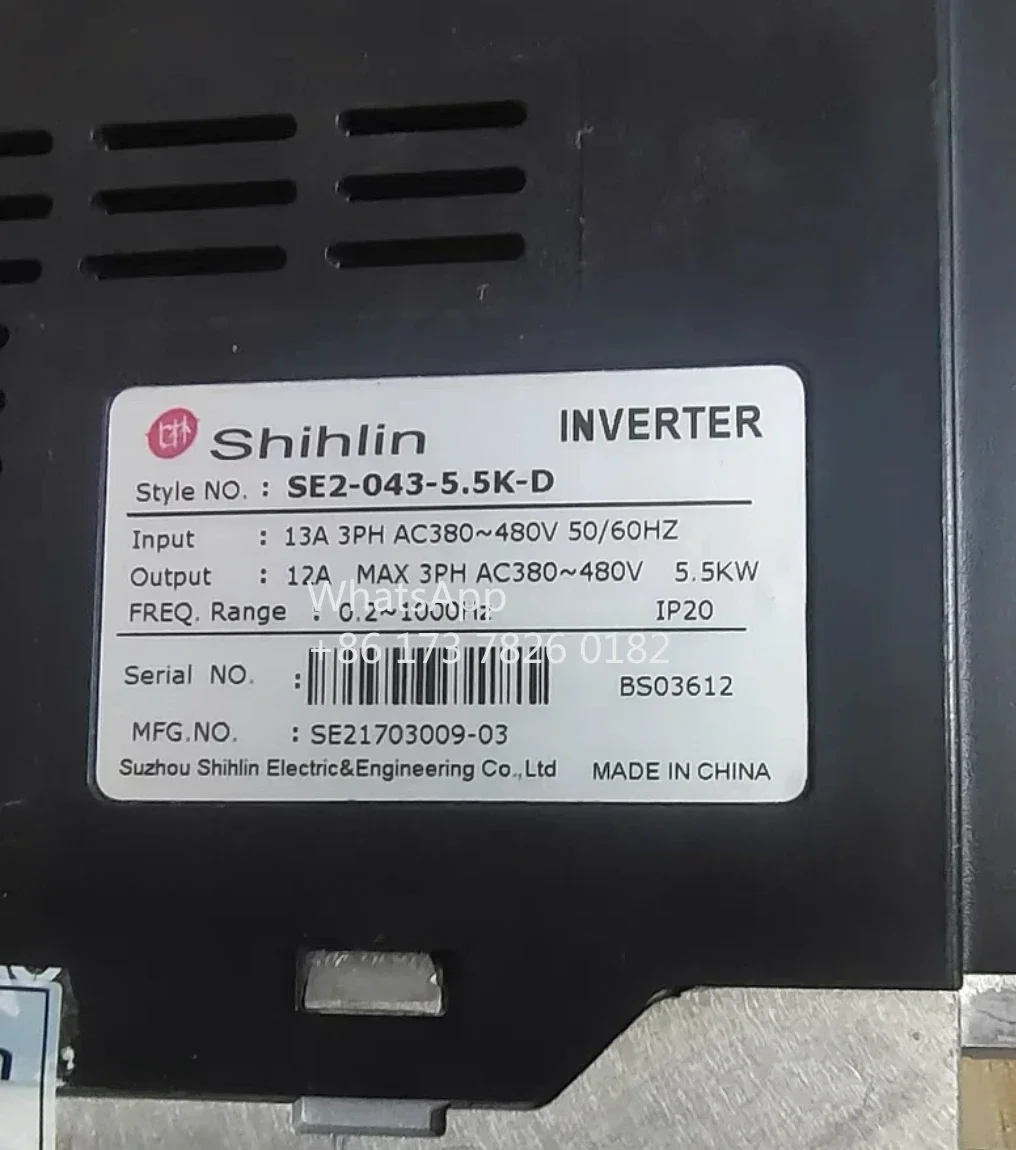 Shihlin INVERTER
Style NO. : SE2-043-5.5K-D
Input : 13A 3PH AC380~480V 50/60HZ
Output : 12A MAX 3PH AC380~480V 5.5KW
WhatsApp
FREQ. Range : 0.2~1000Hz IP20
+86 173 7826 0182
Serial NO. : BS03612
MFG.NO. : SE21703009-03
Suzhou Shihlin Electric&Engineering Co.,Ltd MADE IN CHINA